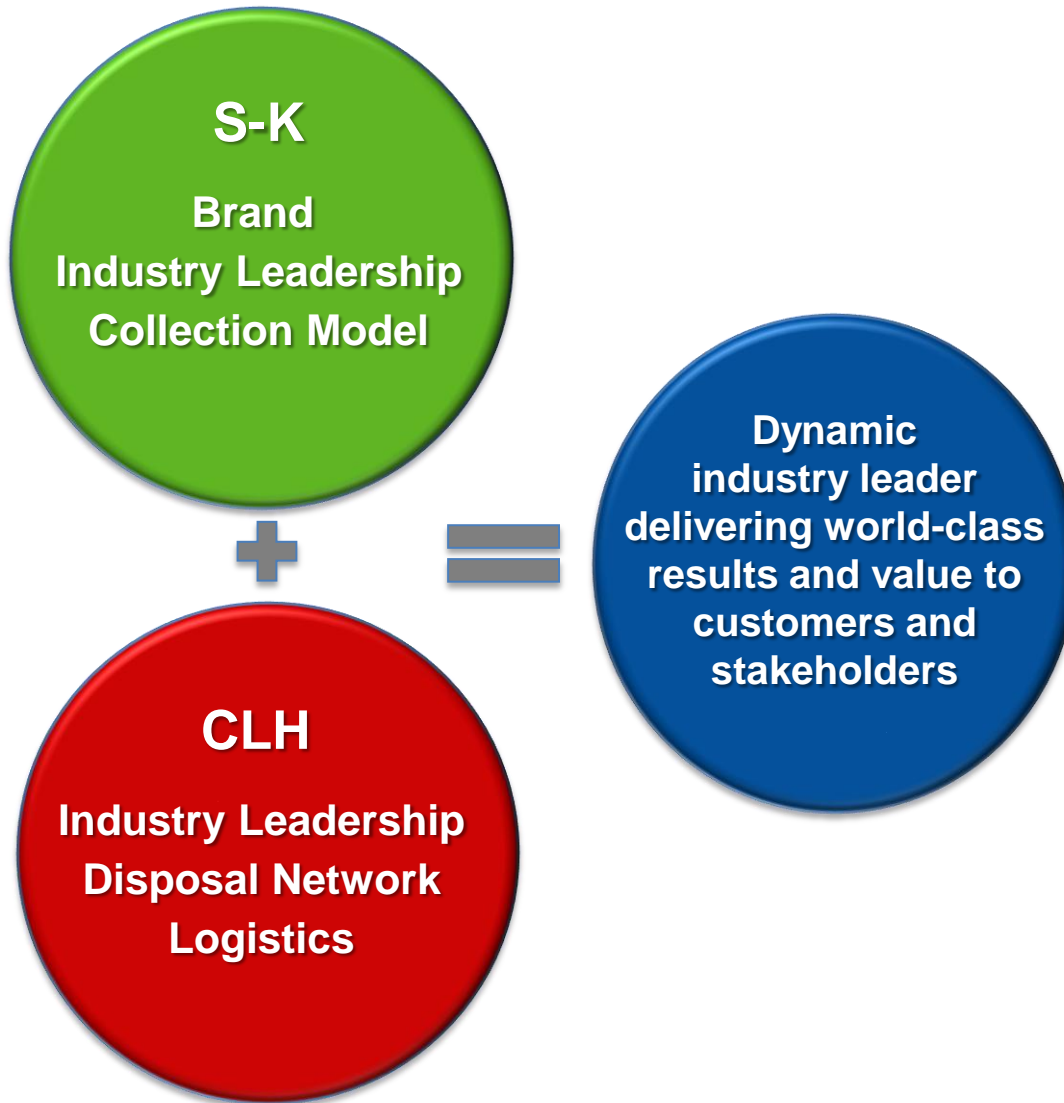 S-K
Brand
Industry Leadership
Collection Model
CLH
Industry Leadership
Disposal Network
Logistics
Dynamic
industry leader
delivering world-class
results and value to
customers and
stakeholders